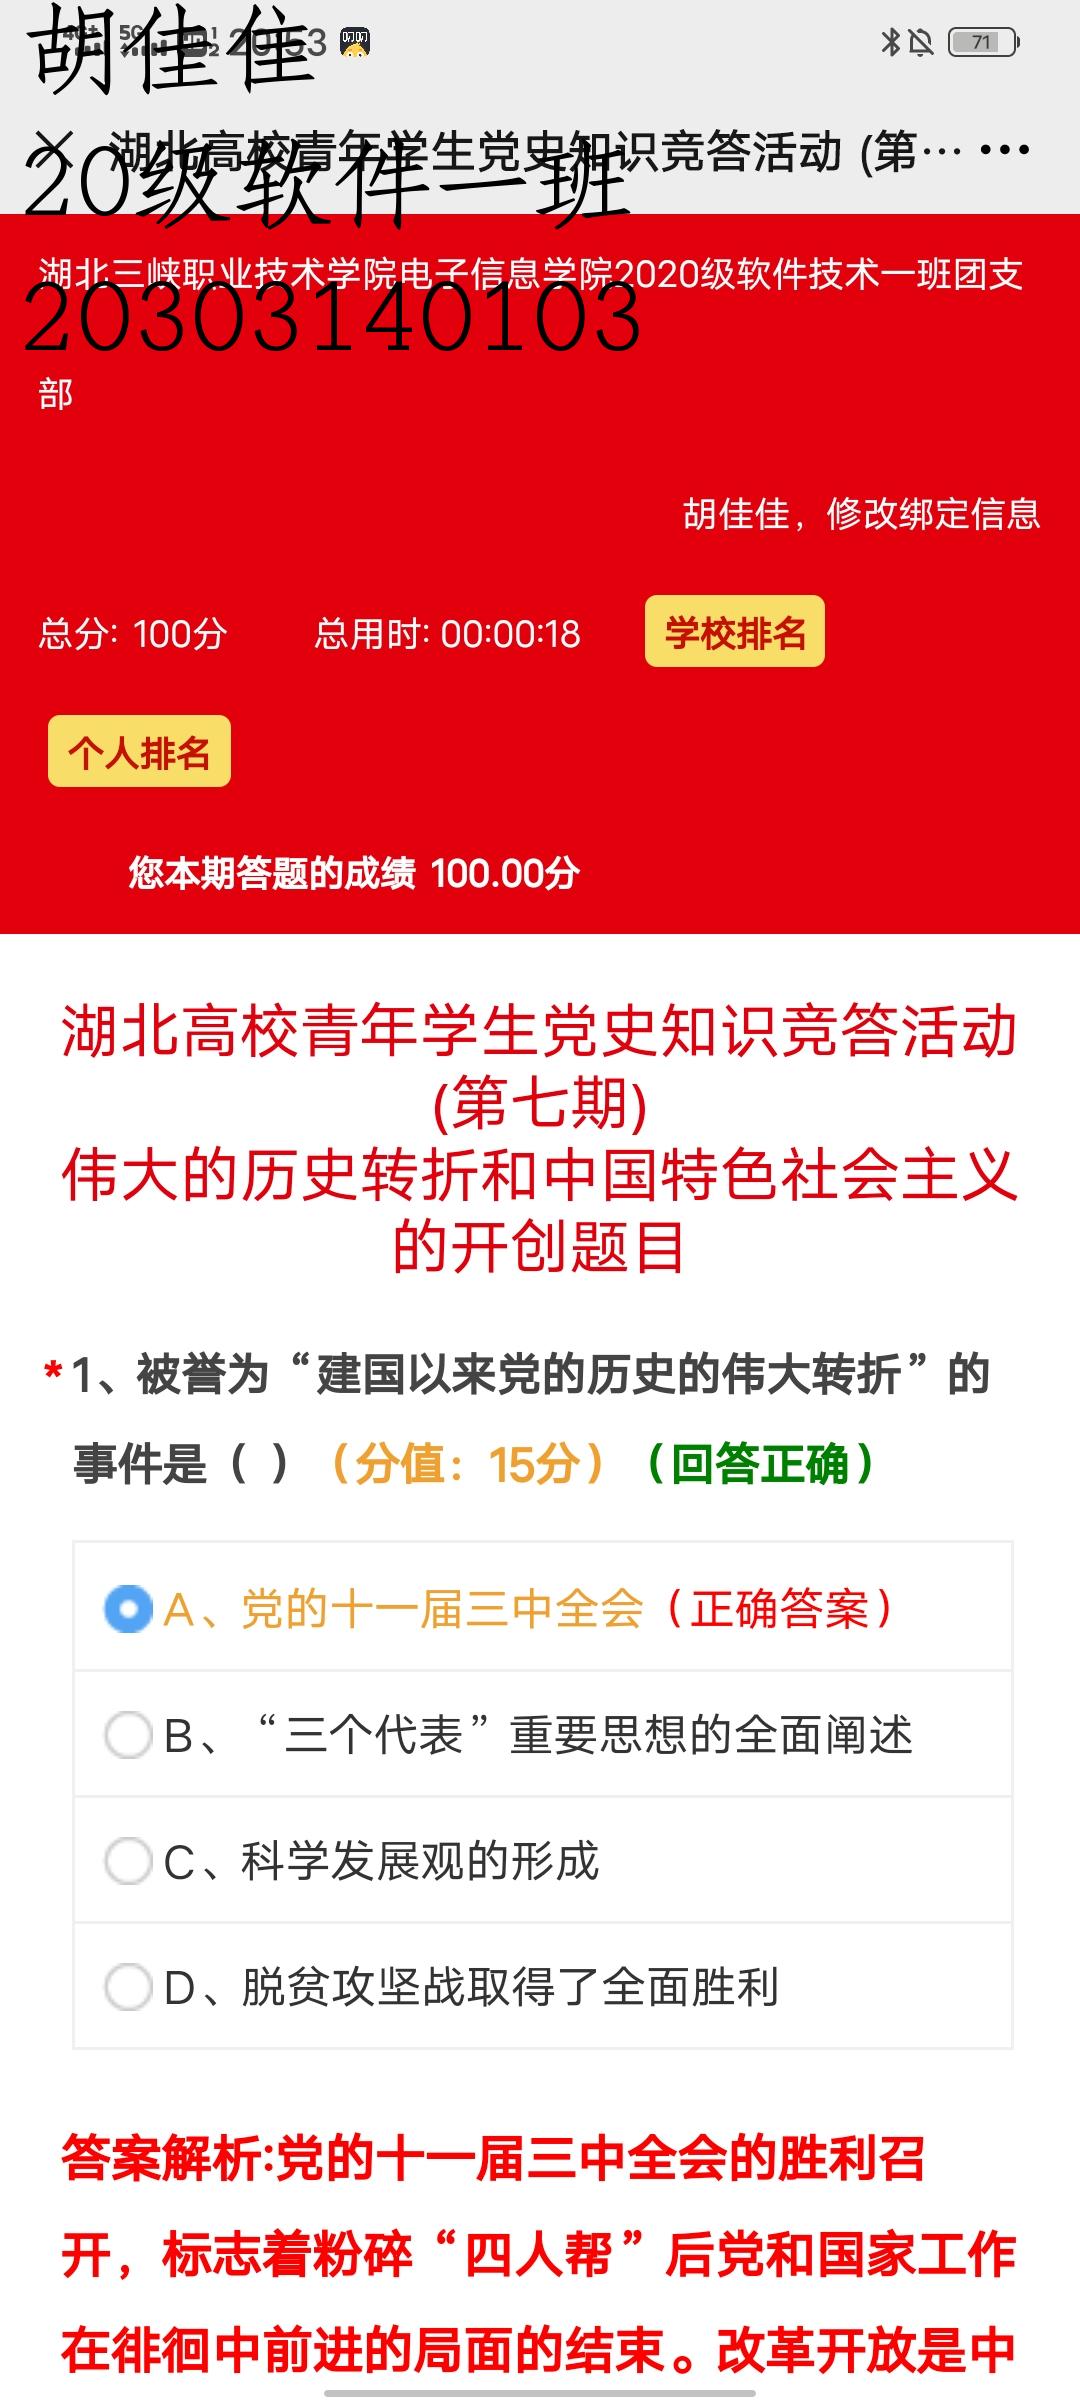 胡佳佳
4G+ 5G 1 2 20:53 叼叼 71
湖北高校青年学生党史知识竞答活动 (第…
20级软件一班
湖北三峡职业技术学院电子信息学院2020级软件技术一班团支
20303140103
部
胡佳佳，修改绑定信息
总分: 100分 总用时: 00:00:18 学校排名
个人排名
您本期答题的成绩 100.00分
湖北高校青年学生党史知识竞答活动
(第七期)
伟大的历史转折和中国特色社会主义
的开创题目
*1、被誉为“建国以来党的历史的伟大转折”的
事件是（ ）（分值：15分）（回答正确）
A、党的十一届三中全会（正确答案）
B、“三个代表”重要思想的全面阐述
C、科学发展观的形成
D、脱贫攻坚战取得了全面胜利
答案解析:党的十一届三中全会的胜利召
开，标志着粉碎“四人帮”后党和国家工作
在徘徊中前进的局面的结束。改革开放是中